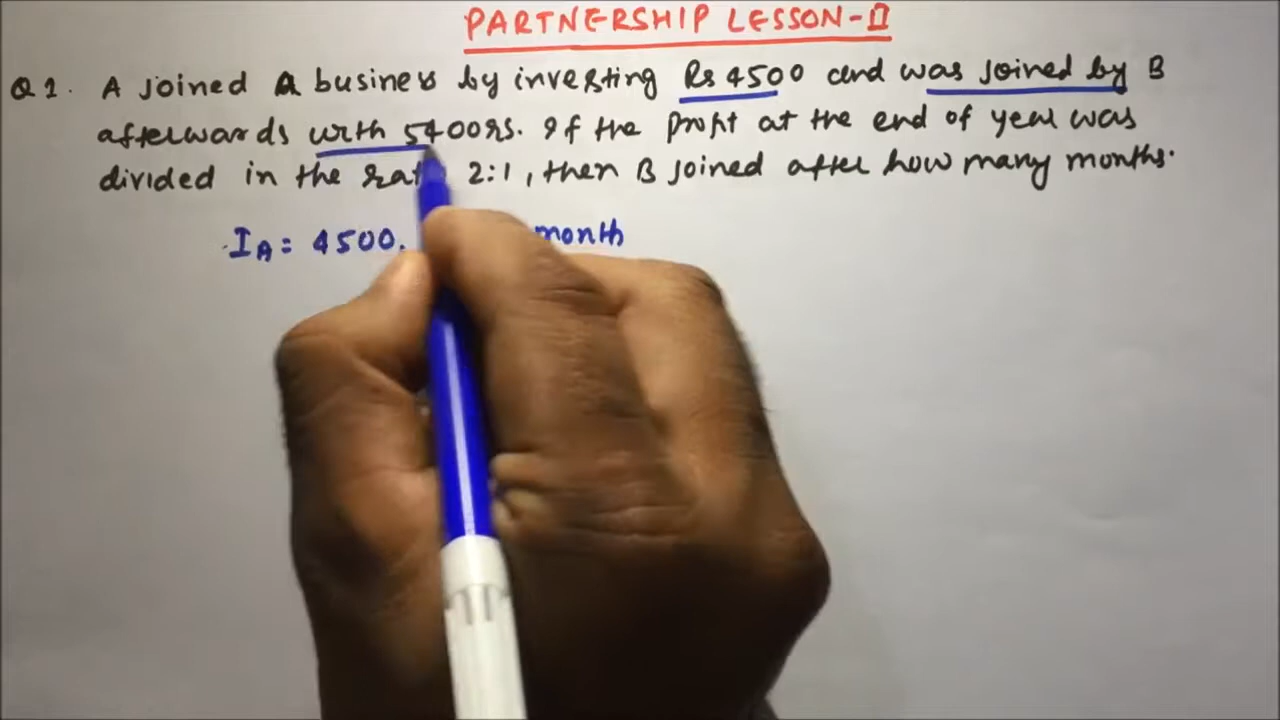 PARTNERSHIP LESSON-II
Q1. A joined A business by investing Rs 4500 and was joined by B
afterwards with 5400rs. If the profit at the end of year was
divided in the 2:1, then B joined after how many months.
IA = 4500. month